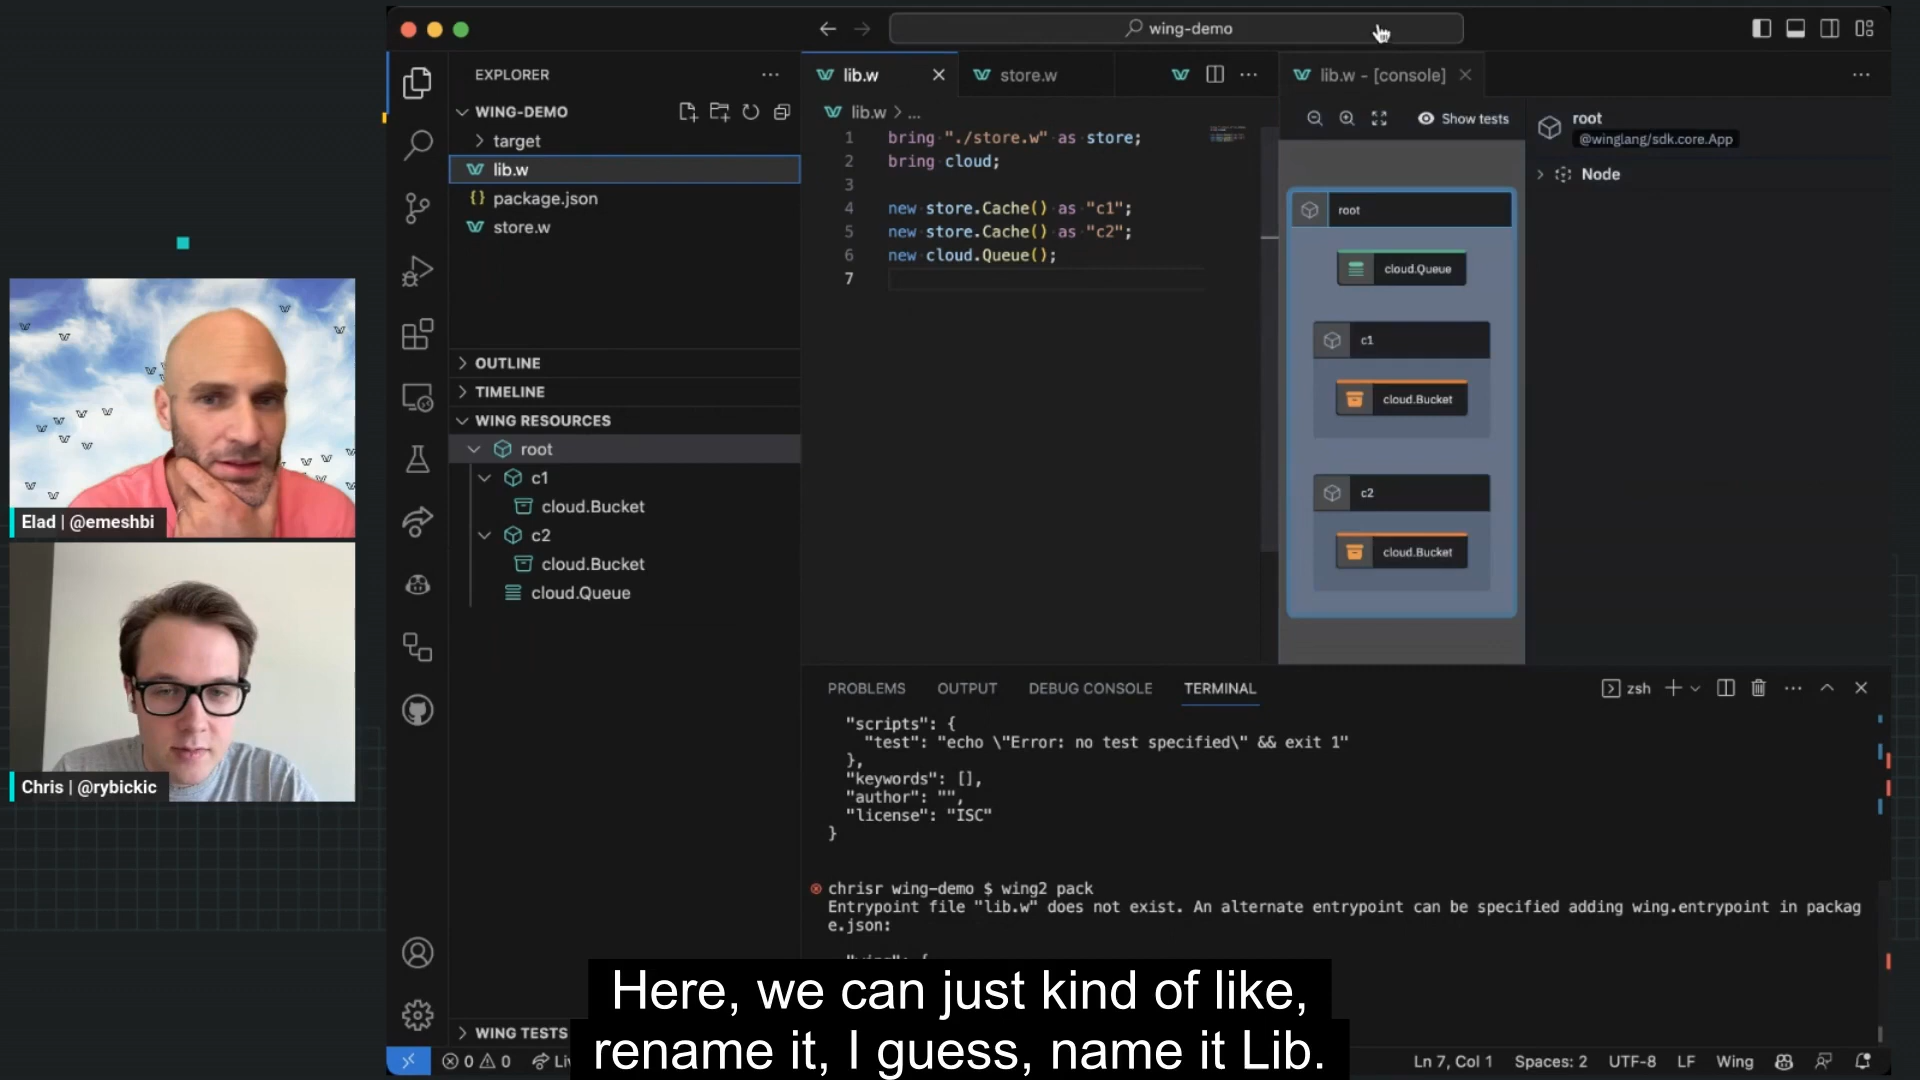 wing-demo
EXPLORER
WING-DEMO
target
lib.w
package.json
store.w
OUTLINE
TIMELINE
WING RESOURCES
root
c1
cloud.Bucket
c2
cloud.Bucket
cloud.Queue
WING TESTS
lib.w
store.w
lib.w > ...
1 bring "./store.w" as store;
2 bring cloud;
3
4 new store.Cache() as "c1";
5 new store.Cache() as "c2";
6 new cloud.Queue();
7
lib.w - [console]
Show tests
root
cloud.Queue
c1
cloud.Bucket
c2
cloud.Bucket
root
@winglang/sdk.core.App
Node
PROBLEMS OUTPUT DEBUG CONSOLE TERMINAL
zsh
"scripts": {
"test": "echo \"Error: no test specified\" && exit 1"
},
"keywords": [],
"author": "",
"license": "ISC"
}
chrisr wing-demo $ wing2 pack
Entrypoint file "lib.w" does not exist. An alternate entrypoint can be specified adding wing.entrypoint in packag
e.json:
Elad | @emeshbi
Chris | @rybickic
Here, we can just kind of like,
rename it, I guess, name it Lib.
0 0
Ln 7, Col 1 Spaces: 2 UTF-8 LF Wing